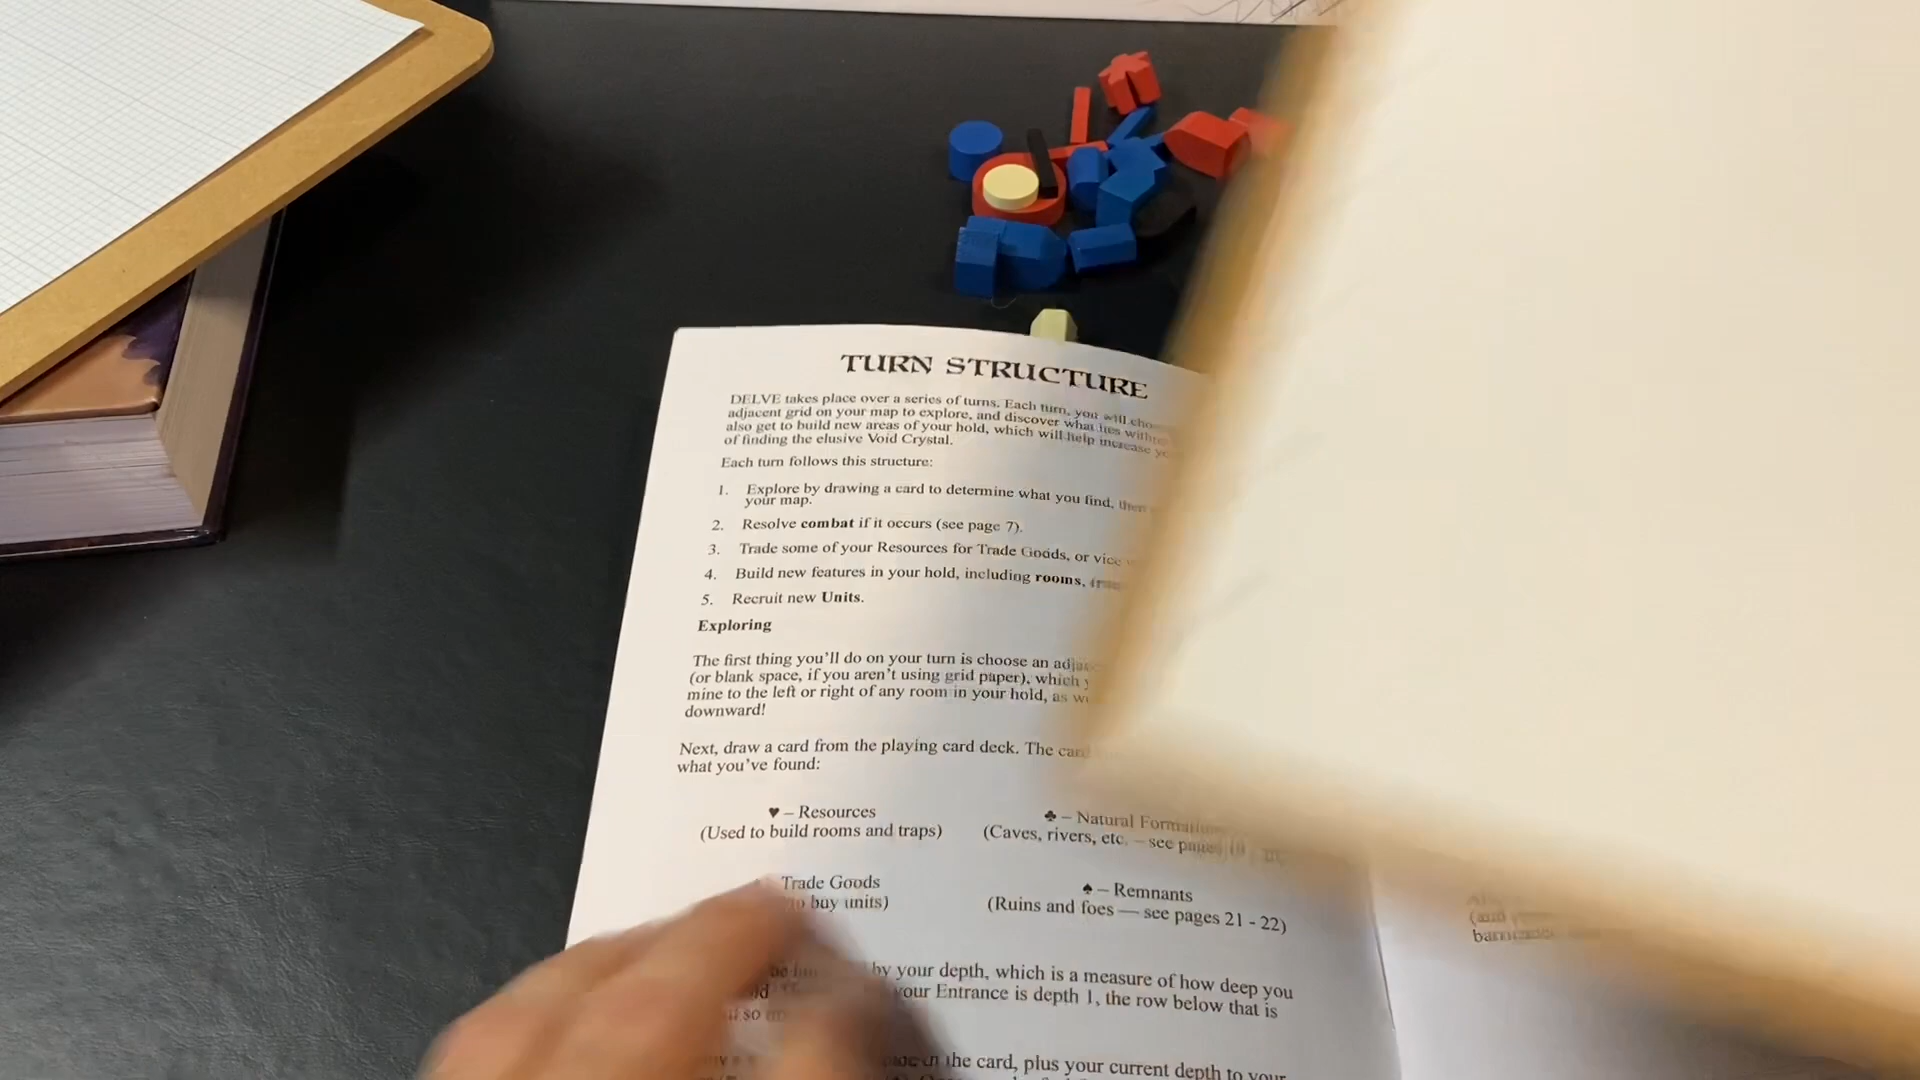 TURN STRUCTURE
DELVE takes place over a series of turns. Each turn, you will
adjacent grid on your map to explore, and discover what lies
also get to build new areas of your hold, which will help increase
of finding the elusive Void Crystal.
Each turn follows this structure:
1. Explore by drawing a card to determine what you find, then
your map.
2. Resolve combat if it occurs (see page 7).
3. Trade some of your Resources for Trade Goods, or vice
4. Build new features in your hold, including rooms,
5. Recruit new Units.
Exploring
The first thing you'll do on your turn is choose an
(or blank space, if you aren't using grid paper), which
mine to the left or right of any room in your hold, as
downward!
Next, draw a card from the playing card deck. The card
what you've found:
♥ – Resources
(Used to build rooms and traps)
♣ – Natural
(Caves, rivers, etc. – see
Trade Goods
to buy units)
♠ – Remnants
(Ruins and foes — see pages 21 - 22)
by your depth, which is a measure of how deep you
your Entrance is depth 1, the row below that is
so
the card, plus your current depth to your